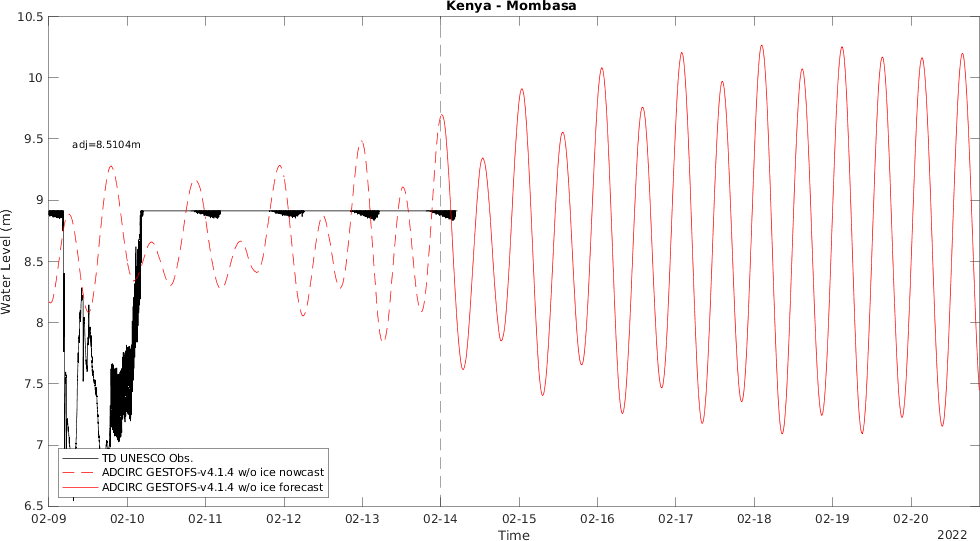 Kenya - Mombasa
10.5
10
9.5
9
8.5
8
7.5
7
6.5
Water Level (m)
adj=8.5104m
TD UNESCO Obs.
ADCIRC GESTOFS-v4.1.4 w/o ice nowcast
ADCIRC GESTOFS-v4.1.4 w/o ice forecast
02-09 02-10 02-11 02-12 02-13 02-14 02-15 02-16 02-17 02-18 02-19 02-20
Time
2022